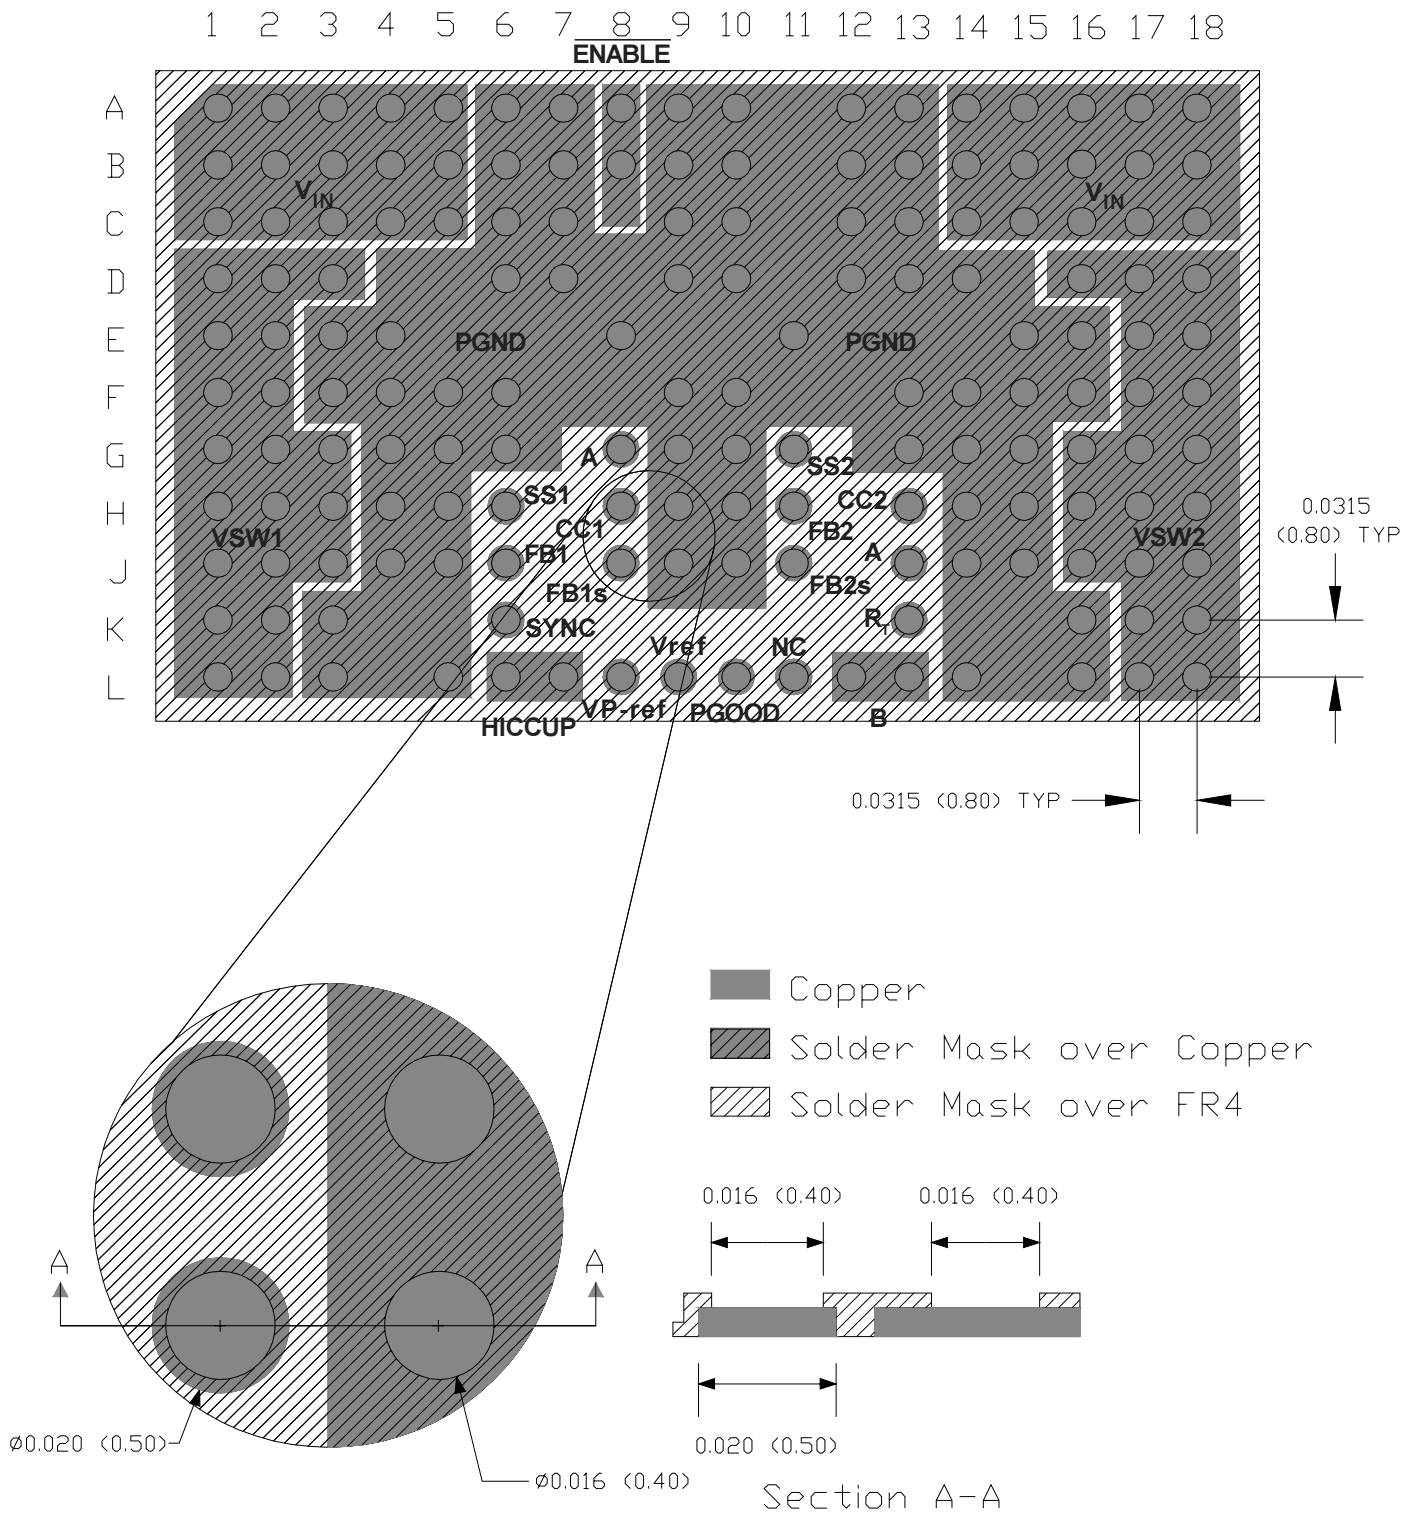 1 2 3 4 5 6 7 8 9 10 11 12 13 14 15 16 17 18
ENABLE
A
B
VIN VIN
C
D
E
PGND PGND
F
G
A SS2
SS1 CC2
H
CC1 FB2
VSW1 VSW2
0.0315
(0.80) TYP
FB1 A
J
FB1s FB2s
K
SYNC RT
Vref NC
L
VP-ref PGOOD B
HICCUP
0.0315 (0.80) TYP
Copper
Solder Mask over Copper
Solder Mask over FR4
0.016 (0.40) 0.016 (0.40)
A A
Ø0.020 (0.50)
0.020 (0.50)
Ø0.016 (0.40)
Section A-A